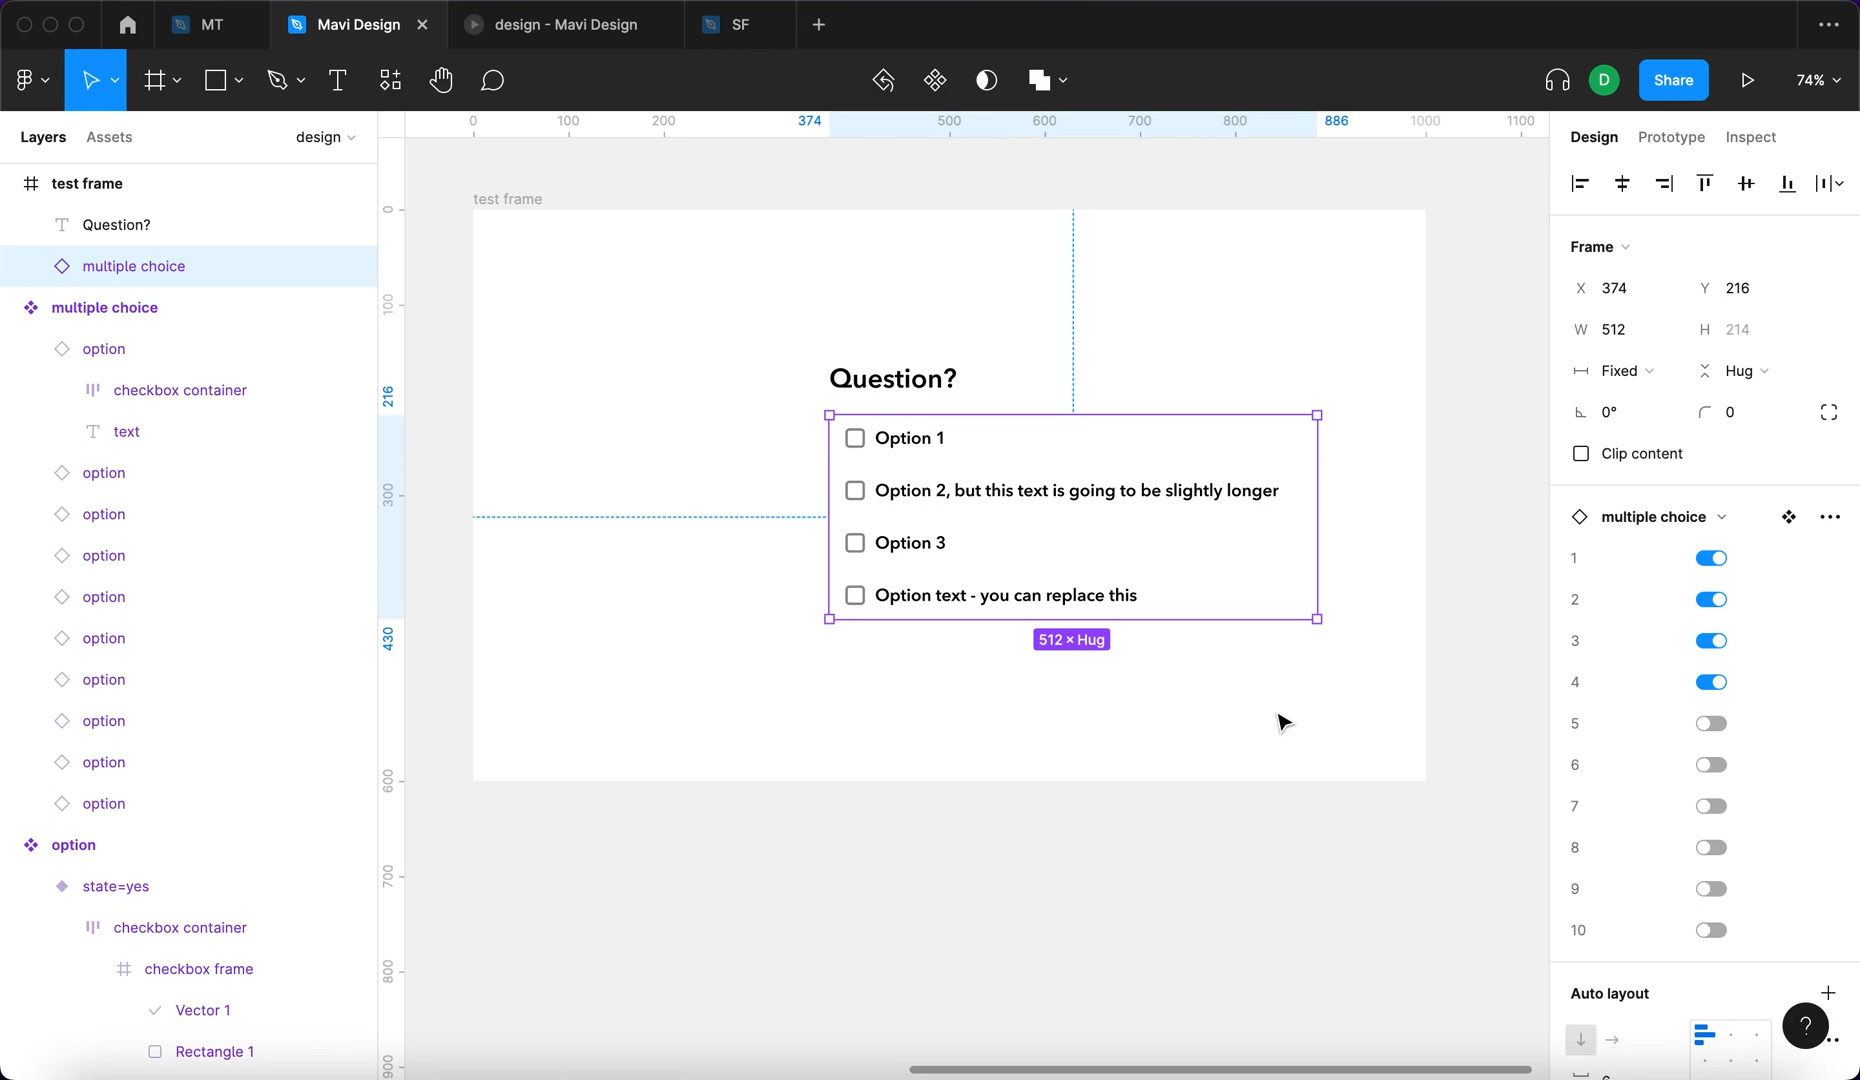 MT
Mavi Design
design - Mavi Design
SF
D
Share
74%
Layers
Assets
design
test frame
Question?
multiple choice
multiple choice
option
checkbox container
text
option
option
option
option
option
option
option
option
option
option
state=yes
checkbox container
checkbox frame
Vector 1
Rectangle 1
0
100
200
374
500
600
700
800
886
1000
1100
0
100
216
300
430
600
700
800
900
test frame
Question?
Option 1
Option 2, but this text is going to be slightly longer
Option 3
Option text - you can replace this
512 × Hug
Design
Prototype
Inspect
Frame
X 374
Y 216
W 512
H 214
Fixed
Hug
0°
0
Clip content
multiple choice
1
2
3
4
5
6
7
8
9
10
Auto layout
?